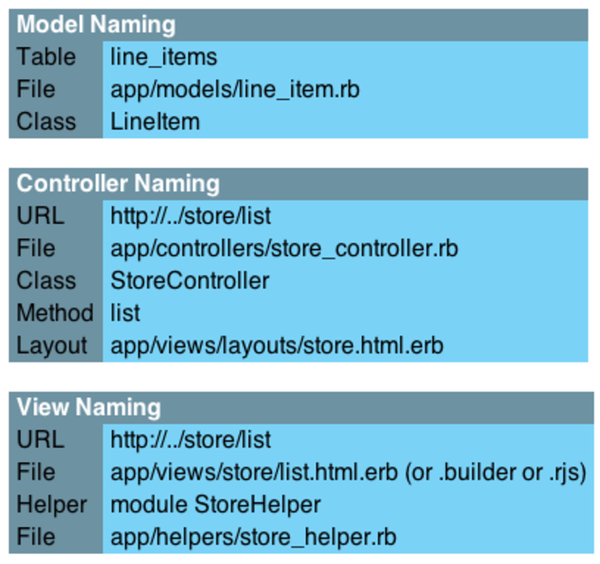 Model Naming
Table line_items
File app/models/line_item.rb
Class LineItem
Controller Naming
URL http://../store/list
File app/controllers/store_controller.rb
Class StoreController
Method list
Layout app/views/layouts/store.html.erb
View Naming
URL http://../store/list
File app/views/store/list.html.erb (or .builder or .rjs)
Helper module StoreHelper
File app/helpers/store_helper.rb